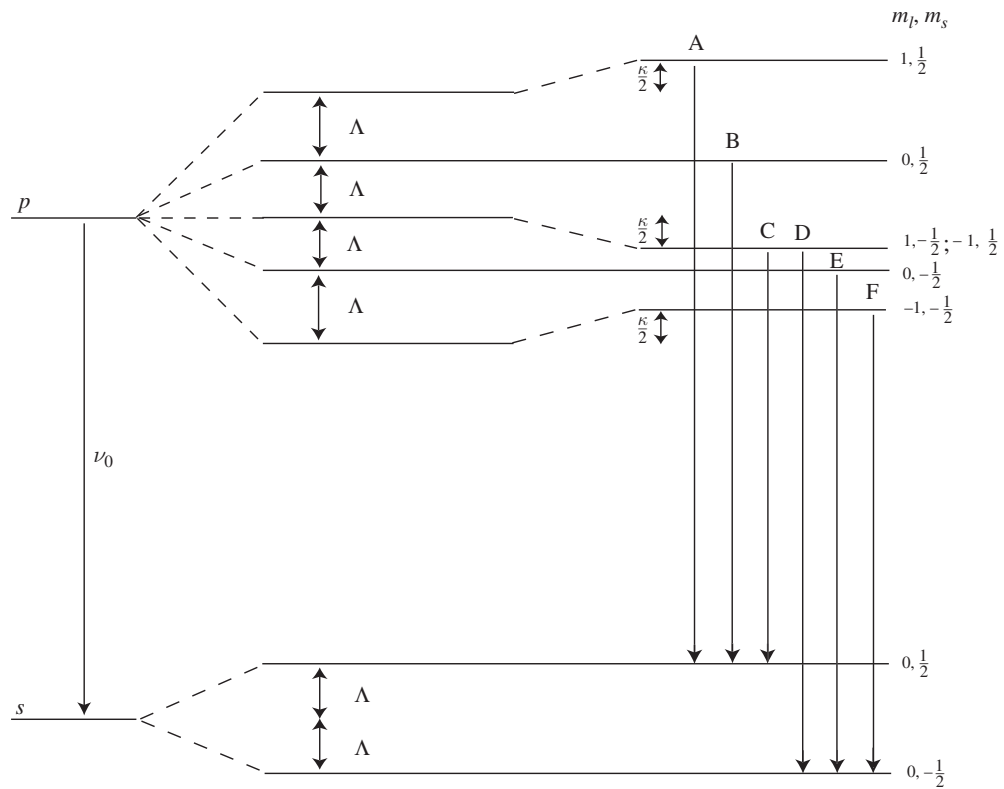 m_l, m_s
A
1, 1/2
κ/2
Λ
B
0, 1/2
p
Λ
κ/2
C D
1, -1/2; -1, 1/2
Λ
E
0, -1/2
Λ
F
-1, -1/2
κ/2
ν_0
0, 1/2
Λ
s
Λ
0, -1/2